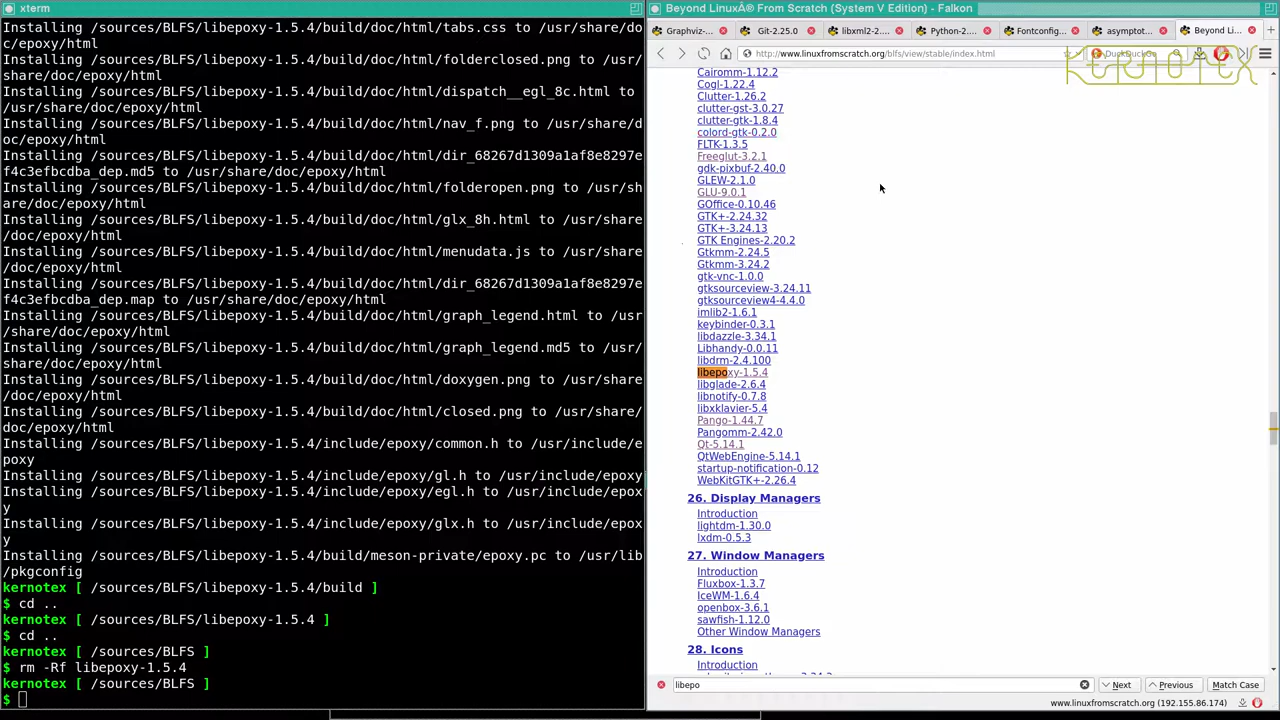 xterm
Installing /sources/BLFS/libepoxy-1.5.4/build/doc/html/tabs.css to /usr/share/do
c/epoxy/html
Installing /sources/BLFS/libepoxy-1.5.4/build/doc/html/folderclosed.png to /usr/
share/doc/epoxy/html
Installing /sources/BLFS/libepoxy-1.5.4/build/doc/html/dispatch__egl_8c.html to
/usr/share/doc/epoxy/html
Installing /sources/BLFS/libepoxy-1.5.4/build/doc/html/nav_f.png to /usr/share/d
oc/epoxy/html
Installing /sources/BLFS/libepoxy-1.5.4/build/doc/html/dir_68267d1309a1af8e8297e
f4c3efbcdba_dep.md5 to /usr/share/doc/epoxy/html
Installing /sources/BLFS/libepoxy-1.5.4/build/doc/html/folderopen.png to /usr/sh
are/doc/epoxy/html
Installing /sources/BLFS/libepoxy-1.5.4/build/doc/html/glx_8h.html to /usr/share
/doc/epoxy/html
Installing /sources/BLFS/libepoxy-1.5.4/build/doc/html/menudata.js to /usr/share
/doc/epoxy/html
Installing /sources/BLFS/libepoxy-1.5.4/build/doc/html/dir_68267d1309a1af8e8297e
f4c3efbcdba_dep.map to /usr/share/doc/epoxy/html
Installing /sources/BLFS/libepoxy-1.5.4/build/doc/html/graph_legend.html to /usr
/share/doc/epoxy/html
Installing /sources/BLFS/libepoxy-1.5.4/build/doc/html/graph_legend.md5 to /usr/
share/doc/epoxy/html
Installing /sources/BLFS/libepoxy-1.5.4/build/doc/html/doxygen.png to /usr/share
/doc/epoxy/html
Installing /sources/BLFS/libepoxy-1.5.4/build/doc/html/closed.png to /usr/share/
doc/epoxy/html
Installing /sources/BLFS/libepoxy-1.5.4/include/epoxy/common.h to /usr/include/e
poxy
Installing /sources/BLFS/libepoxy-1.5.4/include/epoxy/gl.h to /usr/include/epoxy
Installing /sources/BLFS/libepoxy-1.5.4/include/epoxy/egl.h to /usr/include/epox
y
Installing /sources/BLFS/libepoxy-1.5.4/include/epoxy/glx.h to /usr/include/epox
y
Installing /sources/BLFS/libepoxy-1.5.4/build/meson-private/epoxy.pc to /usr/lib
/pkgconfig
kernotex [ /sources/BLFS/libepoxy-1.5.4/build ]
$ cd ..
kernotex [ /sources/BLFS/libepoxy-1.5.4 ]
$ cd ..
kernotex [ /sources/BLFS ]
$ rm -Rf libepoxy-1.5.4
kernotex [ /sources/BLFS ]
$
Beyond LinuxÂ® From Scratch (System V Edition) - Falkon
Graphviz-... Git-2.25.0 libxml2-2.... Python-2.... Fontconfig... asymptot... Beyond Li...
http://www.linuxfromscratch.org/blfs/view/stable/index.html DuckDuckGo
KERNOTEX
Cairomm-1.12.2
Cogl-1.22.4
Clutter-1.26.2
clutter-gst-3.0.27
clutter-gtk-1.8.4
colord-gtk-0.2.0
FLTK-1.3.5
Freeglut-3.2.1
gdk-pixbuf-2.40.0
GLEW-2.1.0
GLU-9.0.1
GOffice-0.10.46
GTK+-2.24.32
GTK+-3.24.13
GTK Engines-2.20.2
Gtkmm-2.24.5
Gtkmm-3.24.2
gtk-vnc-1.0.0
gtksourceview-3.24.11
gtksourceview4-4.4.0
imlib2-1.6.1
keybinder-0.3.1
libdazzle-3.34.1
Libhandy-0.0.11
libdrm-2.4.100
libepoxy-1.5.4
libglade-2.6.4
libnotify-0.7.8
libxklavier-5.4
Pango-1.44.7
Pangomm-2.42.0
Qt-5.14.1
QtWebEngine-5.14.1
startup-notification-0.12
WebKitGTK+-2.26.4
26. Display Managers
Introduction
lightdm-1.30.0
lxdm-0.5.3
27. Window Managers
Introduction
Fluxbox-1.3.7
IceWM-1.6.4
openbox-3.6.1
sawfish-1.12.0
Other Window Managers
28. Icons
Introduction
libepo Next Previous Match Case
www.linuxfromscratch.org (192.155.86.174)